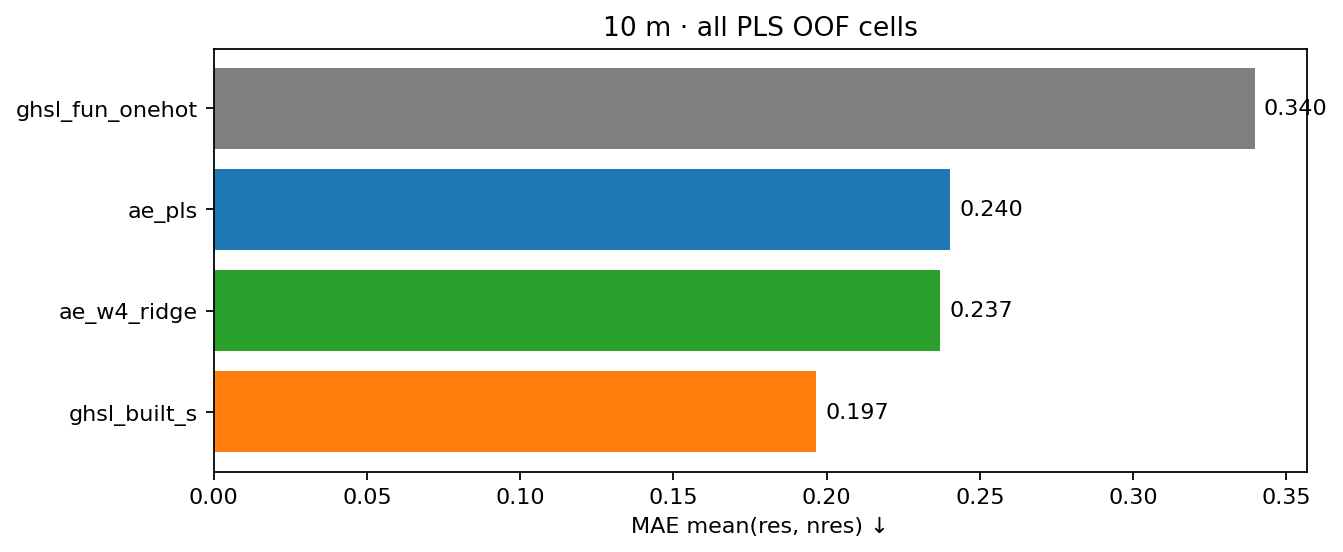 10 m · all PLS OOF cells
ghsl_fun_onehot
0.340
ae_pls
0.240
ae_w4_ridge
0.237
ghsl_built_s
0.197
0.00 0.05 0.10 0.15 0.20 0.25 0.30 0.35
MAE mean(res, nres) ↓